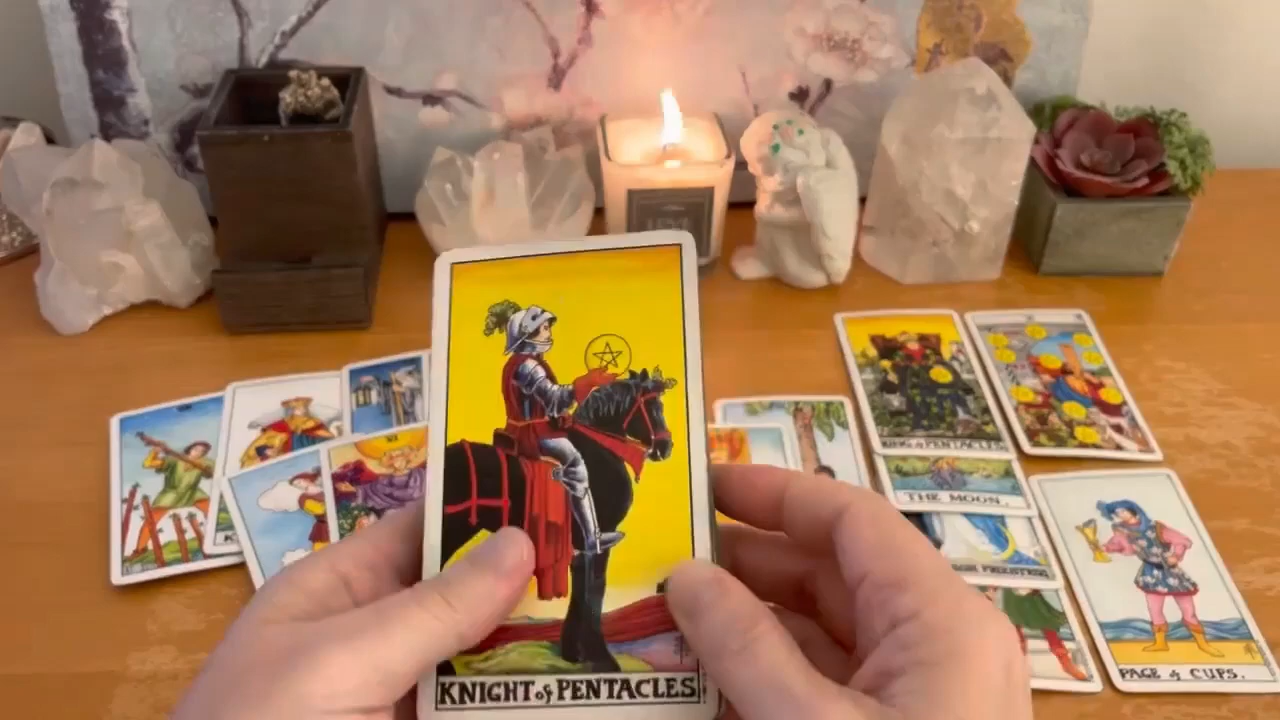 KNIGHT of PENTACLES
KING of PENTACLES
THE MOON.
HIGH PRIESTESS
PAGE of CUPS.